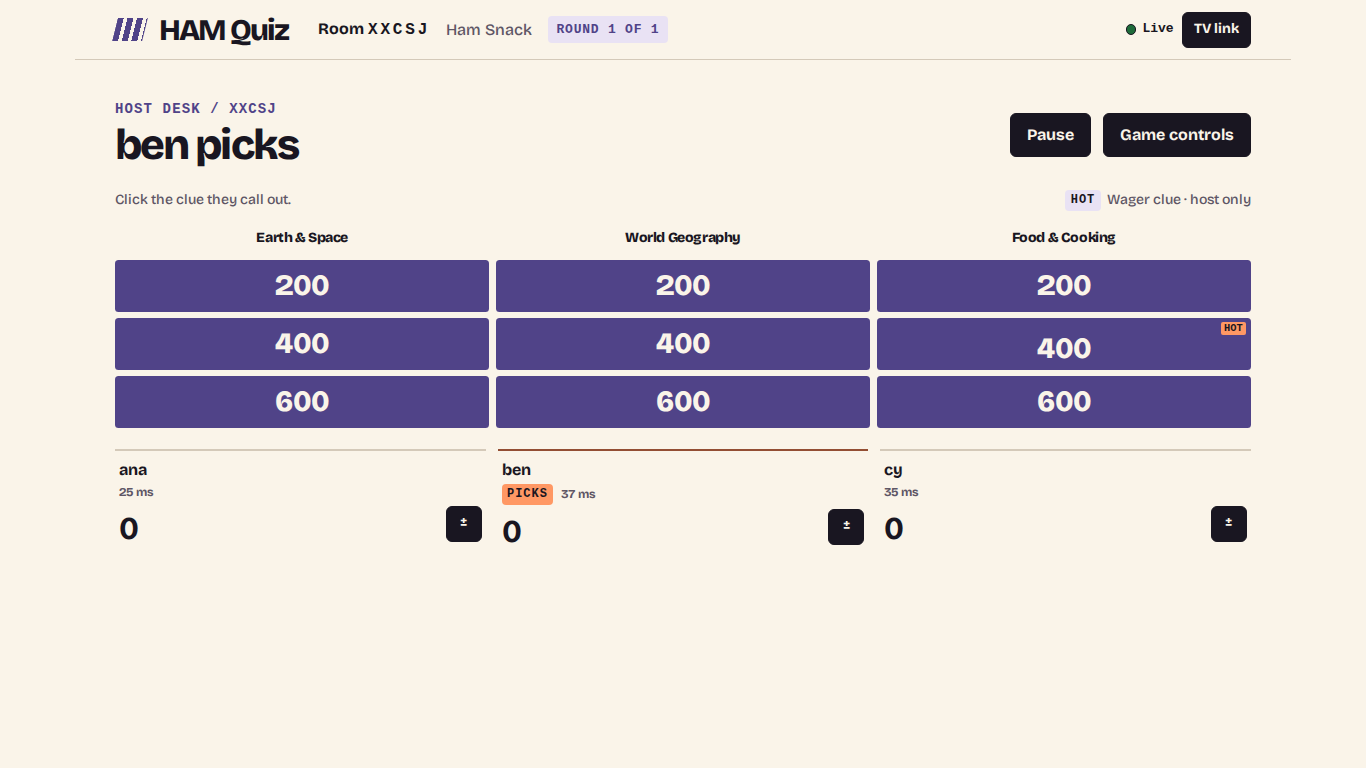 HAM Quiz Room XXCSJ Ham Snack ROUND 1 OF 1 Live TV link
HOST DESK / XXCSJ
ben picks
Pause Game controls
Click the clue they call out. HOT Wager clue · host only
Earth & Space World Geography Food & Cooking
200 200 200
400 400 400 HOT
600 600 600
ana ben cy
25 ms PICKS 37 ms 35 ms
0 ± 0 ± 0 ±